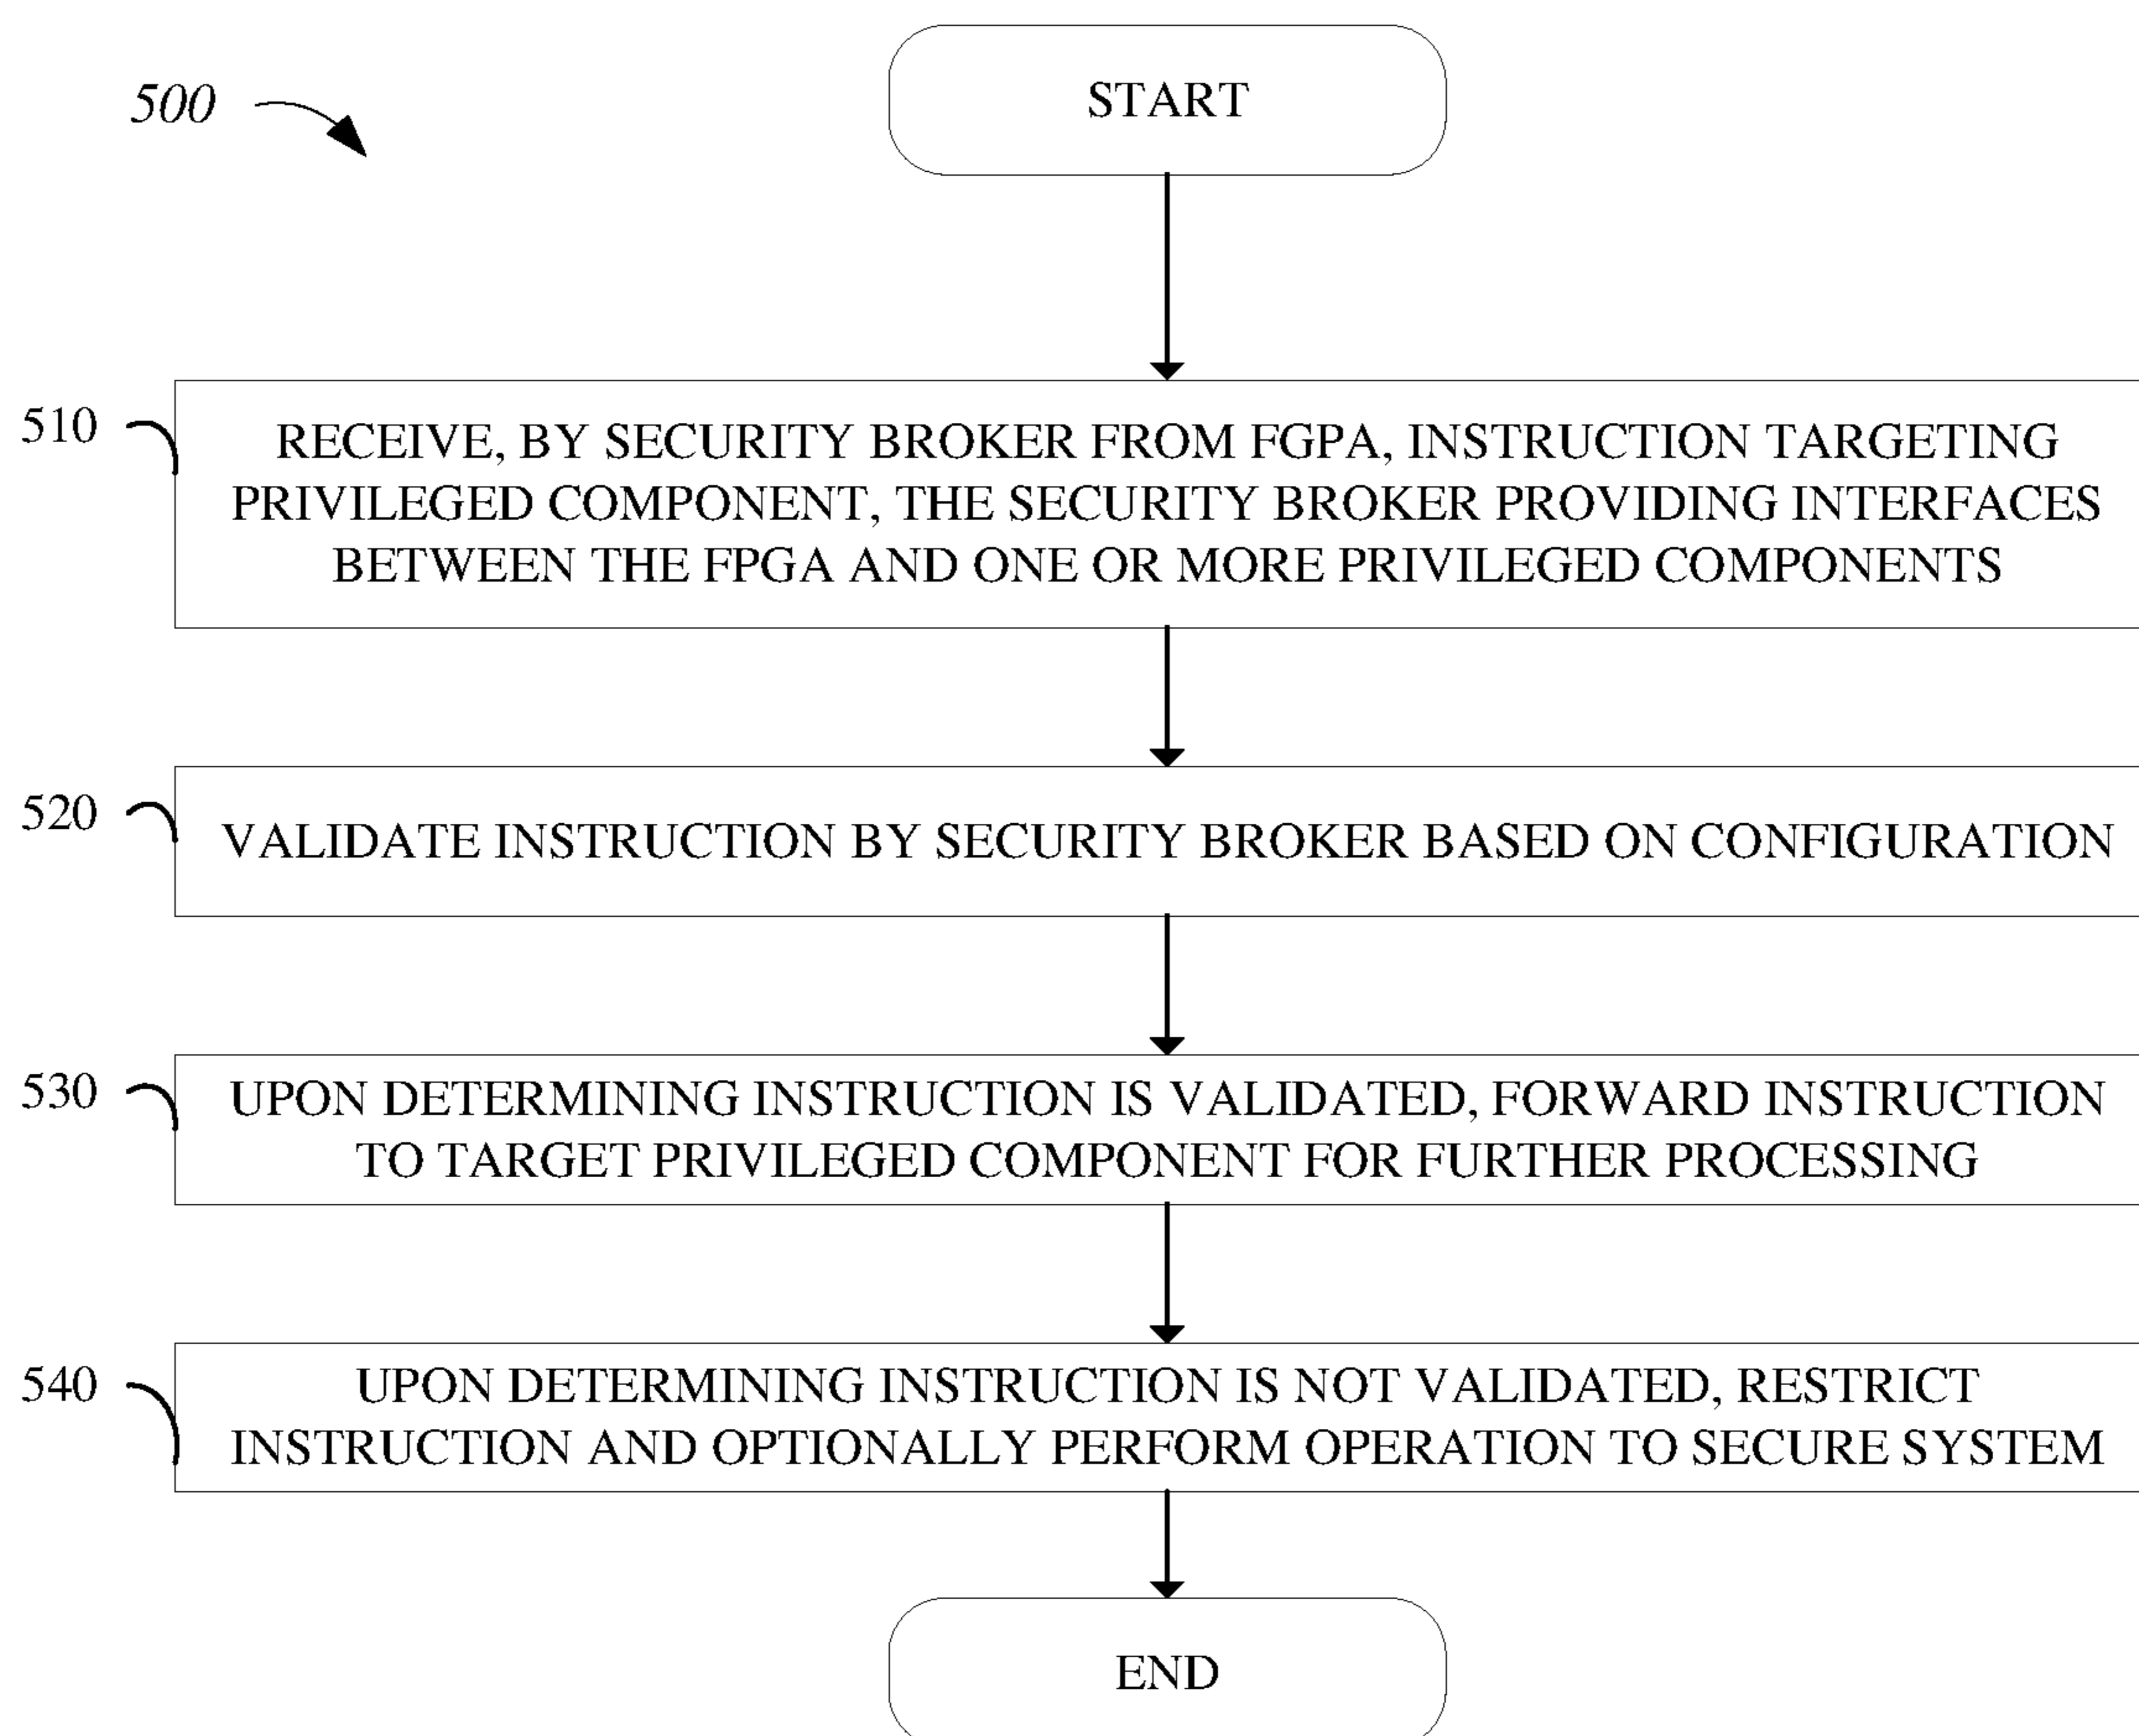 500
START
510
RECEIVE, BY SECURITY BROKER FROM FGPA, INSTRUCTION TARGETING
PRIVILEGED COMPONENT, THE SECURITY BROKER PROVIDING INTERFACES
BETWEEN THE FPGA AND ONE OR MORE PRIVILEGED COMPONENTS
520
VALIDATE INSTRUCTION BY SECURITY BROKER BASED ON CONFIGURATION
530
UPON DETERMINING INSTRUCTION IS VALIDATED, FORWARD INSTRUCTION
TO TARGET PRIVILEGED COMPONENT FOR FURTHER PROCESSING
540
UPON DETERMINING INSTRUCTION IS NOT VALIDATED, RESTRICT
INSTRUCTION AND OPTIONALLY PERFORM OPERATION TO SECURE SYSTEM
END